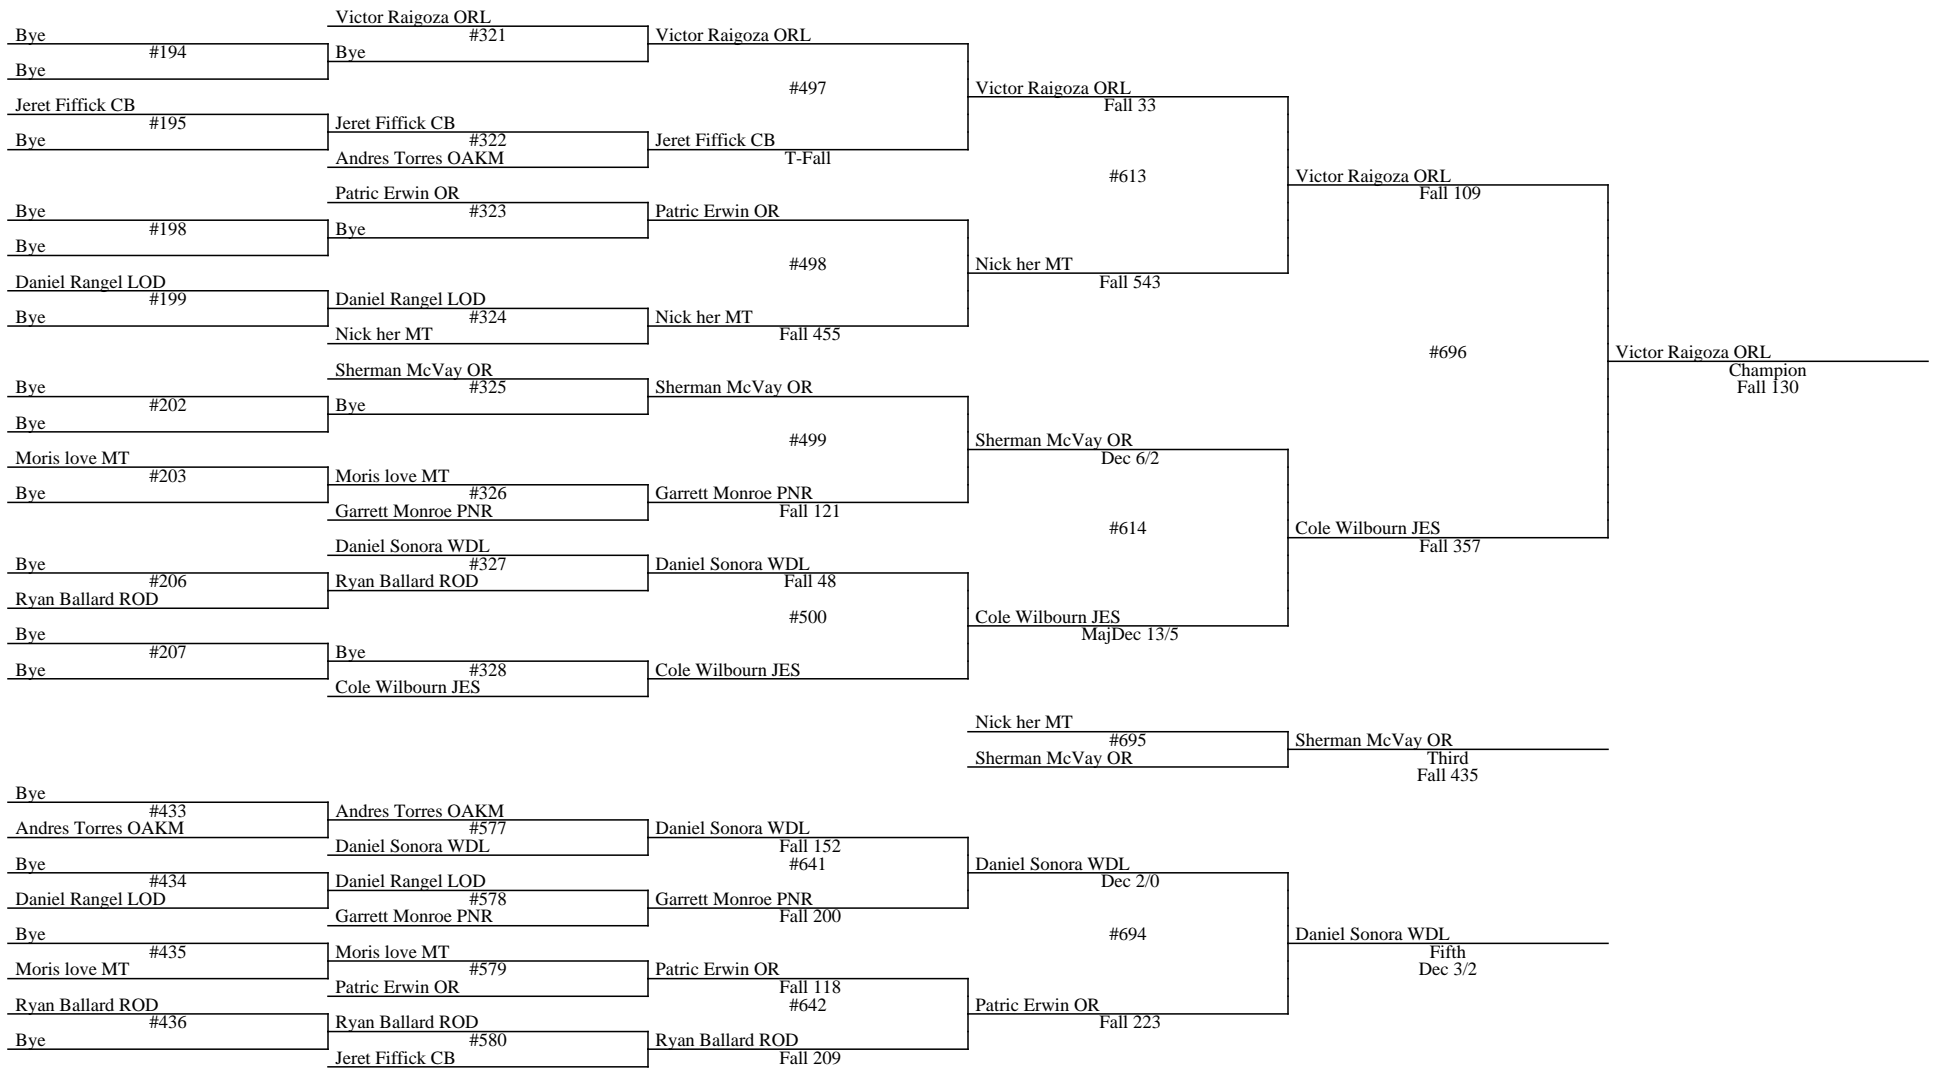 Victor Raigoza ORL
Bye
#321
Victor Raigoza ORL
#194
Bye
Bye
#497
Victor Raigoza ORL
Jeret Fiffick CB
Fall 33
#195
Jeret Fiffick CB
Bye
#322
Jeret Fiffick CB
Andres Torres OAKM
T-Fall
#613
Victor Raigoza ORL
Patric Erwin OR
Fall 109
Bye
#323
Patric Erwin OR
#198
Bye
Bye
#498
Nick her MT
Daniel Rangel LOD
Fall 543
#199
Daniel Rangel LOD
Bye
#324
Nick her MT
Nick her MT
Fall 455
#696
Victor Raigoza ORL
Sherman McVay OR
Champion
Bye
#325
Sherman McVay OR
Fall 130
#202
Bye
Bye
#499
Sherman McVay OR
Moris love MT
Dec 6/2
#203
Moris love MT
Bye
#326
Garrett Monroe PNR
Garrett Monroe PNR
Fall 121
#614
Cole Wilbourn JES
Daniel Sonora WDL
Fall 357
Bye
#327
Daniel Sonora WDL
#206
Ryan Ballard ROD
Fall 48
Ryan Ballard ROD
#500
Cole Wilbourn JES
Bye
MajDec 13/5
#207
Bye
Bye
#328
Cole Wilbourn JES
Cole Wilbourn JES
Nick her MT
#695
Sherman McVay OR
Sherman McVay OR
Third
Fall 435
Bye
#433
Andres Torres OAKM
Andres Torres OAKM
#577
Daniel Sonora WDL
Daniel Sonora WDL
Fall 152
Bye
#641
Daniel Sonora WDL
#434
Daniel Rangel LOD
Dec 2/0
Daniel Rangel LOD
#578
Garrett Monroe PNR
Garrett Monroe PNR
Fall 200
Bye
#694
Daniel Sonora WDL
#435
Moris love MT
Fifth
Moris love MT
#579
Patric Erwin OR
Dec 3/2
Patric Erwin OR
Fall 118
Ryan Ballard ROD
#642
Patric Erwin OR
#436
Ryan Ballard ROD
Fall 223
Bye
#580
Ryan Ballard ROD
Jeret Fiffick CB
Fall 209